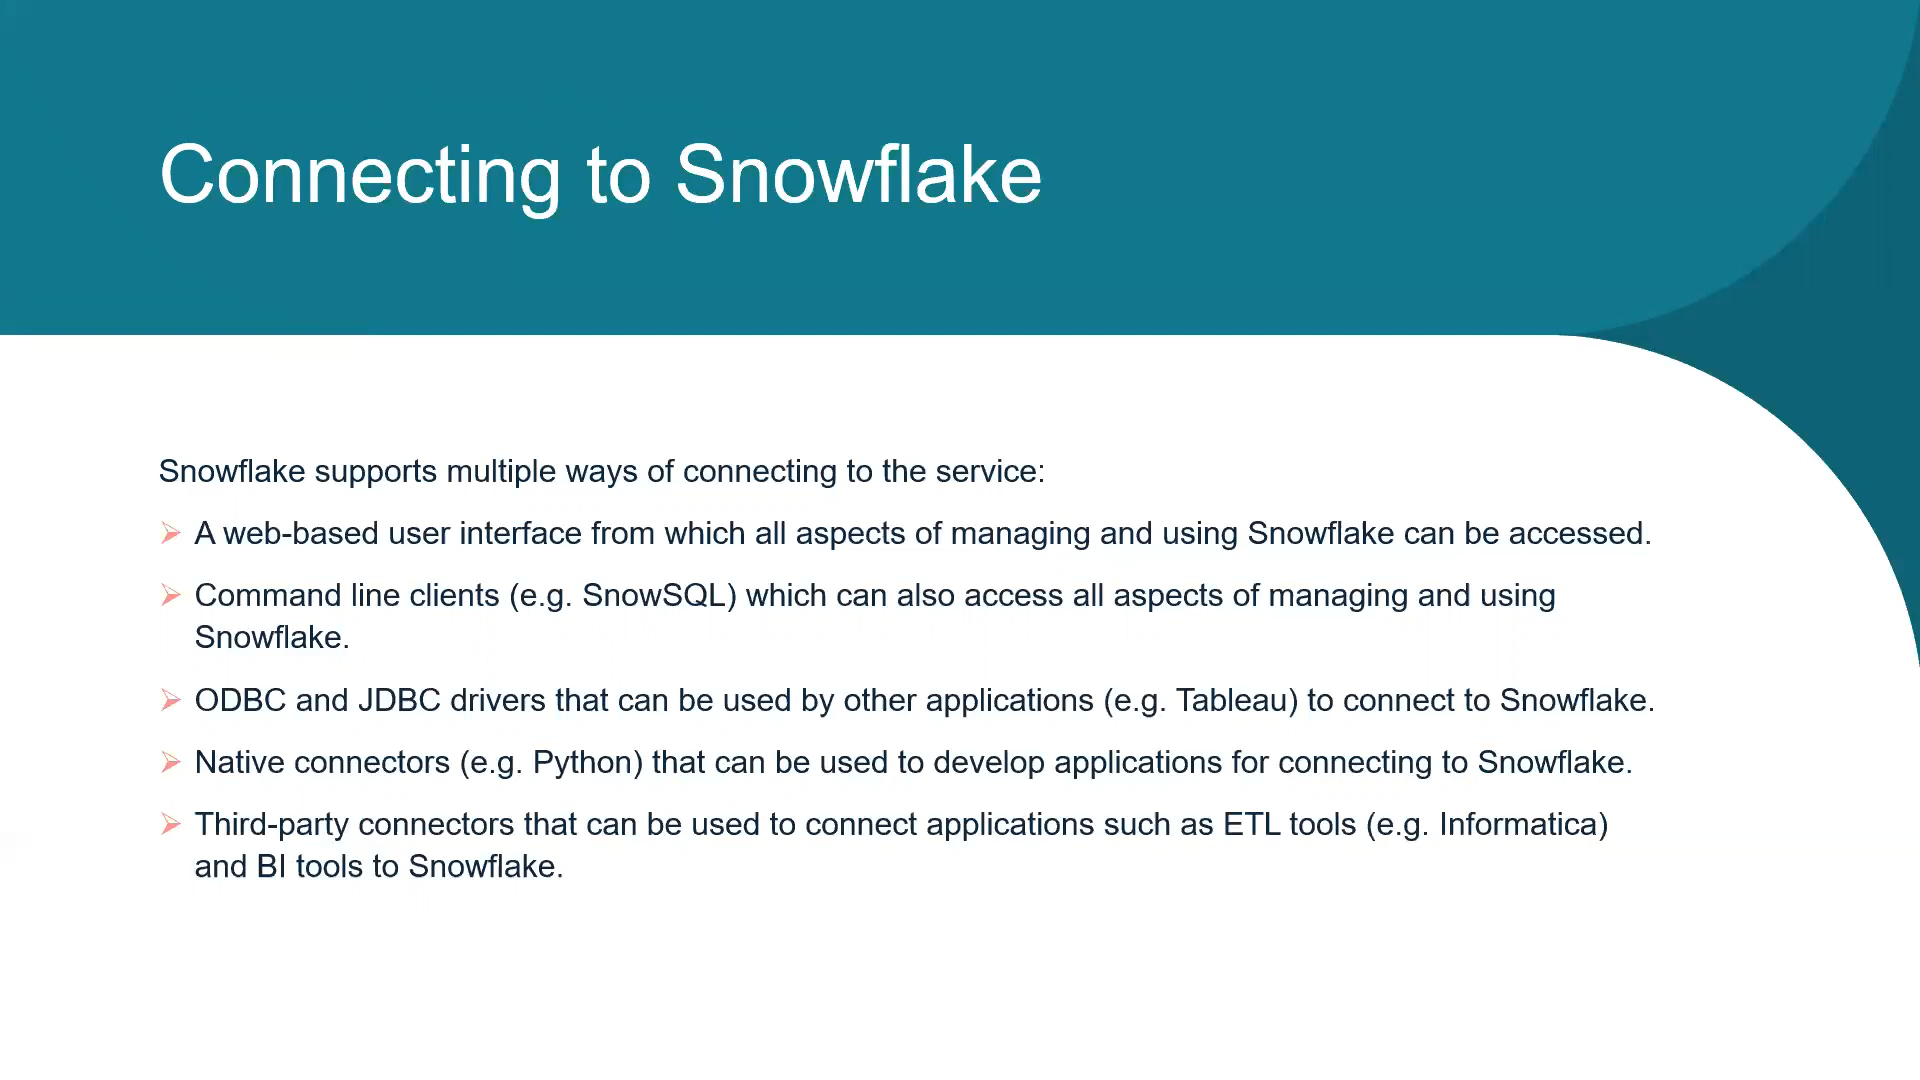 Connecting to Snowflake
Snowflake supports multiple ways of connecting to the service:
A web-based user interface from which all aspects of managing and using Snowflake can be accessed.
Command line clients (e.g. SnowSQL) which can also access all aspects of managing and using
Snowflake.
ODBC and JDBC drivers that can be used by other applications (e.g. Tableau) to connect to Snowflake.
Native connectors (e.g. Python) that can be used to develop applications for connecting to Snowflake.
Third-party connectors that can be used to connect applications such as ETL tools (e.g. Informatica)
and BI tools to Snowflake.